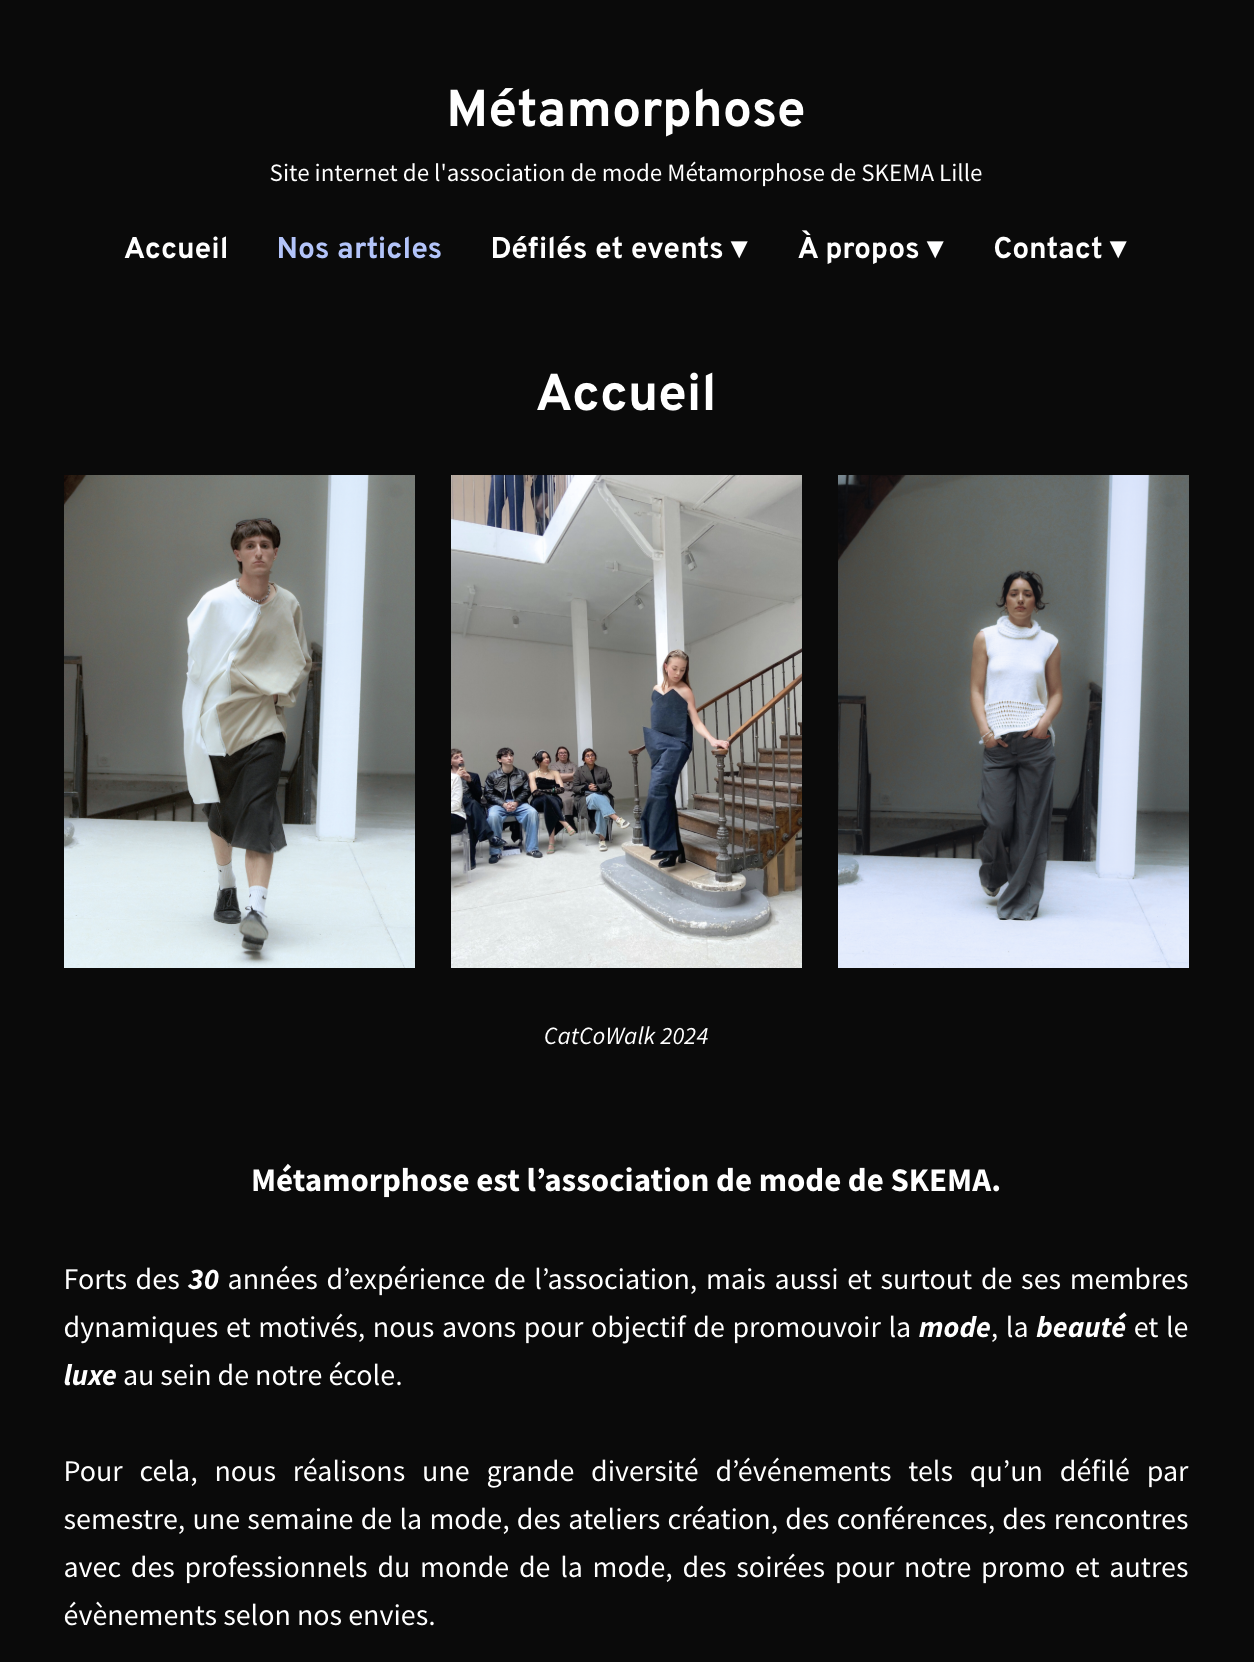 Métamorphose
Site internet de l'association de mode Métamorphose de SKEMA Lille
Accueil Nos articles Défilés et events ▾ À propos ▾ Contact ▾
Accueil
CatCoWalk 2024
Métamorphose est l’association de mode de SKEMA.
Forts des 30 années d’expérience de l’association, mais aussi et surtout de ses membres
dynamiques et motivés, nous avons pour objectif de promouvoir la mode, la beauté et le
luxe au sein de notre école.
Pour cela, nous réalisons une grande diversité d’événements tels qu’un défilé par
semestre, une semaine de la mode, des ateliers création, des conférences, des rencontres
avec des professionnels du monde de la mode, des soirées pour notre promo et autres
évènements selon nos envies.